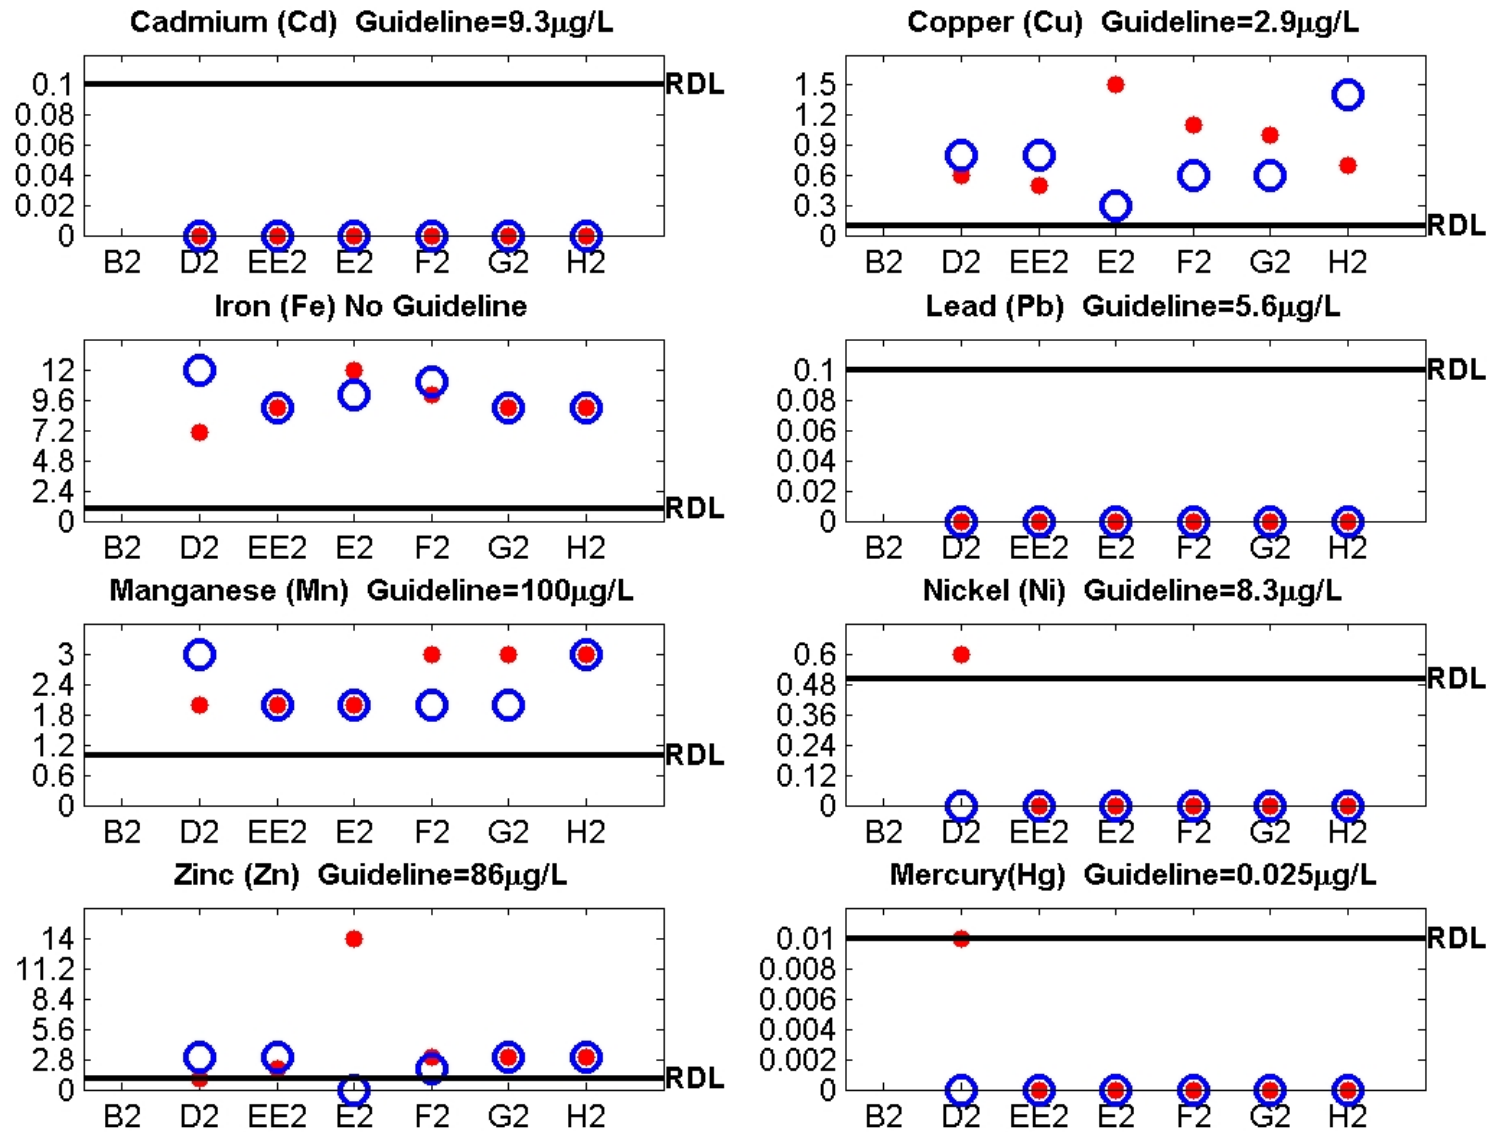 Cadmium (Cd)  Guideline=9.3μg/L
0.1
0.08
0.06
0.04
0.02
0
RDL
B2 D2 EE2 E2 F2 G2 H2
Copper (Cu)  Guideline=2.9μg/L
1.5
1.2
0.9
0.6
0.3
0
RDL
B2 D2 EE2 E2 F2 G2 H2
Iron (Fe) No Guideline
12
9.6
7.2
4.8
2.4
0
RDL
B2 D2 EE2 E2 F2 G2 H2
Lead (Pb)  Guideline=5.6μg/L
0.1
0.08
0.06
0.04
0.02
0
RDL
B2 D2 EE2 E2 F2 G2 H2
Manganese (Mn)  Guideline=100μg/L
3
2.4
1.8
1.2
0.6
0
RDL
B2 D2 EE2 E2 F2 G2 H2
Nickel (Ni)  Guideline=8.3μg/L
0.6
0.48
0.36
0.24
0.12
0
RDL
B2 D2 EE2 E2 F2 G2 H2
Zinc (Zn)  Guideline=86μg/L
14
11.2
8.4
5.6
2.8
0
RDL
B2 D2 EE2 E2 F2 G2 H2
Mercury(Hg)  Guideline=0.025μg/L
0.01
0.008
0.006
0.004
0.002
0
RDL
B2 D2 EE2 E2 F2 G2 H2